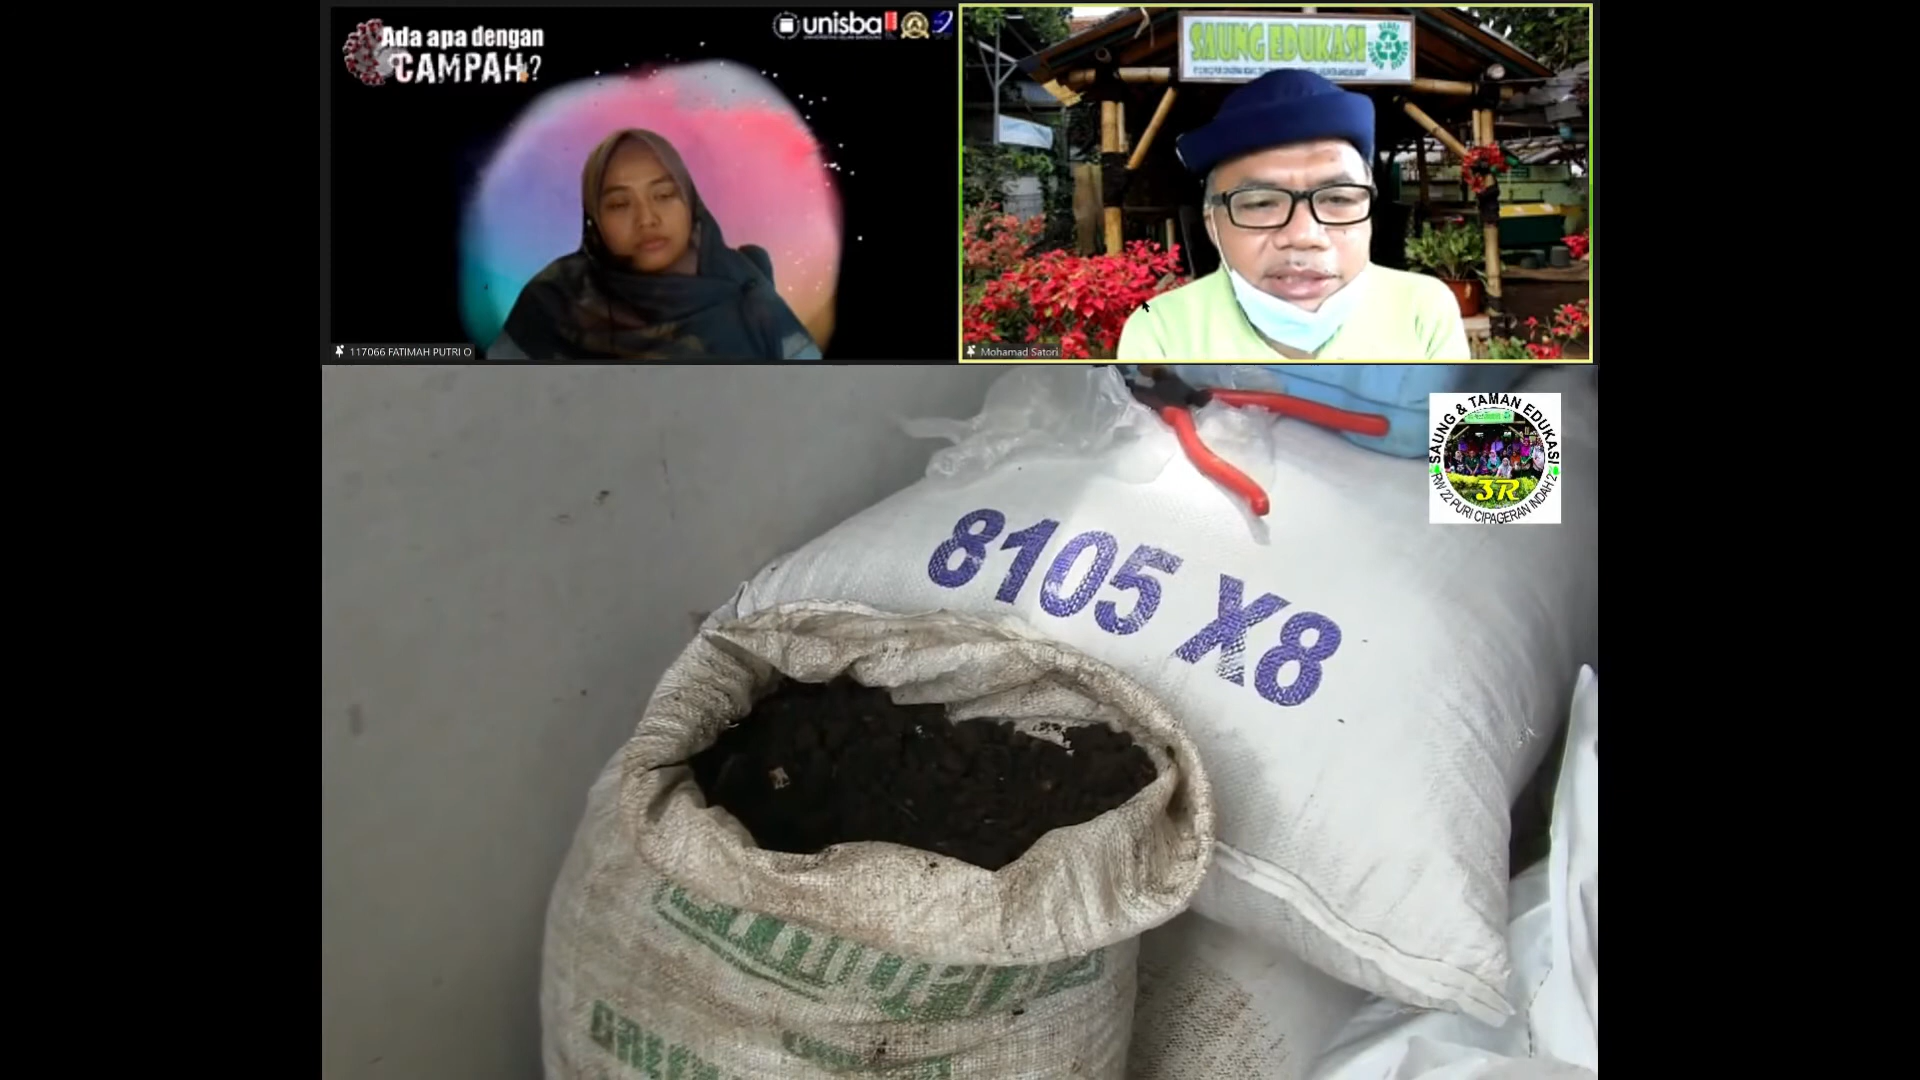 Ada apa dengan
CAMPAH?
unisba
117066 FATIMAH PUTRI O
SAUNG EDUKASI
Mohamad Satori
SAUNG & TAMAN EDUKASI
3R
RW 22 PURI CIPAGERAN INDAH 2
8105 X8